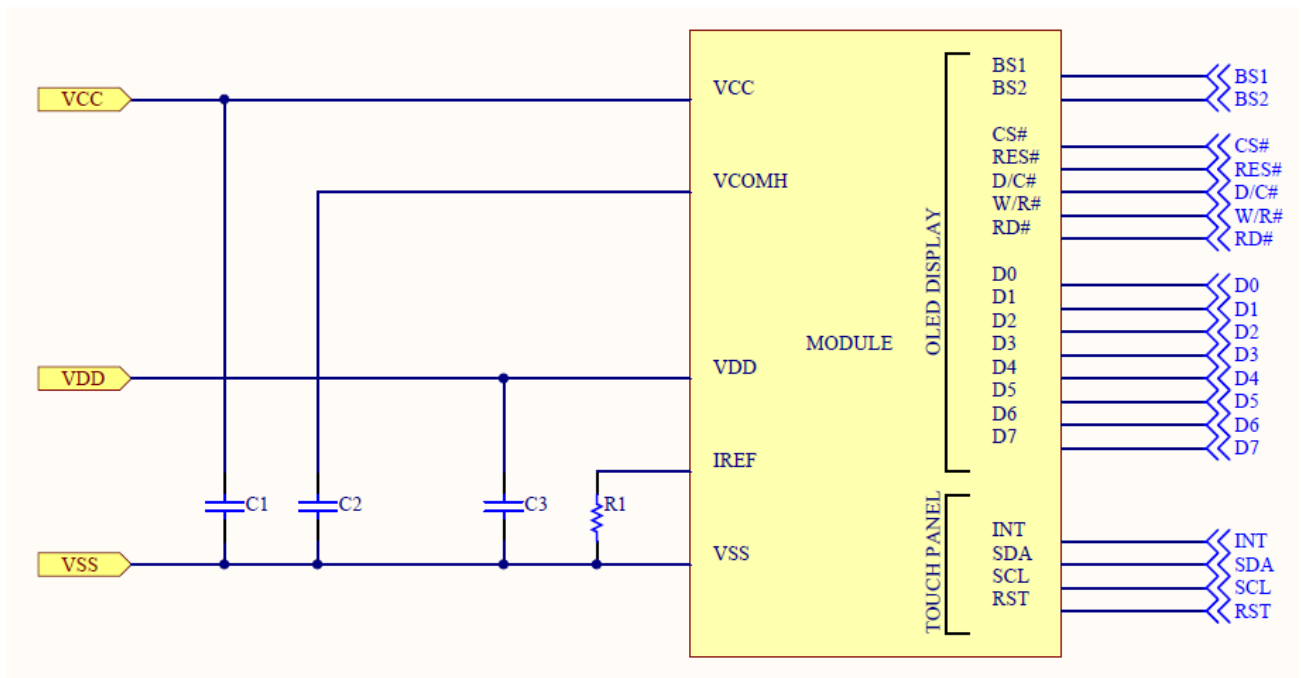 VCC
VDD
VSS
C1
C2
C3
R1
VCC
VCOMH
VDD
IREF
VSS
MODULE
OLED DISPLAY
BS1
BS2
CS#
RES#
D/C#
W/R#
RD#
D0
D1
D2
D3
D4
D5
D6
D7
TOUCH PANEL
INT
SDA
SCL
RST
BS1
BS2
CS#
RES#
D/C#
W/R#
RD#
D0
D1
D2
D3
D4
D5
D6
D7
INT
SDA
SCL
RST